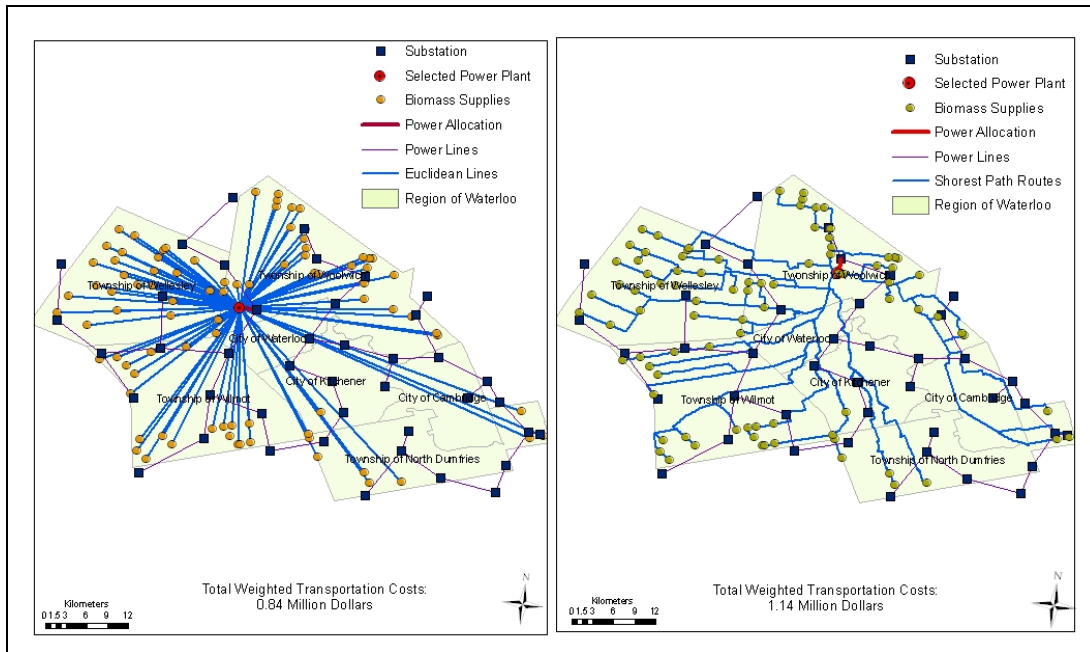 Substation
Selected Power Plant
Biomass Supplies
Power Allocation
Power Lines
Euclidean Lines
Region of Waterloo
Township of Woolwich
Township of Wellesley
City of Waterloo
City of Kitchener
City of Cambridge
Township of Wilmot
Township of North Dumfries
Total Weighted Transportation Costs:
0.84 Million Dollars
Kilometers
0 1.5 3 6 9 12
N
Substation
Selected Power Plant
Biomass Supplies
Power Allocation
Power Lines
Shorest Path Routes
Region of Waterloo
Township of Woolwich
Township of Wellesley
City of Waterloo
City of Kitchener
City of Cambridge
Township of Wilmot
Township of North Dumfries
Total Weighted Transportation Costs:
1.14 Million Dollars
Kilometers
0 1.5 3 6 9 12
N